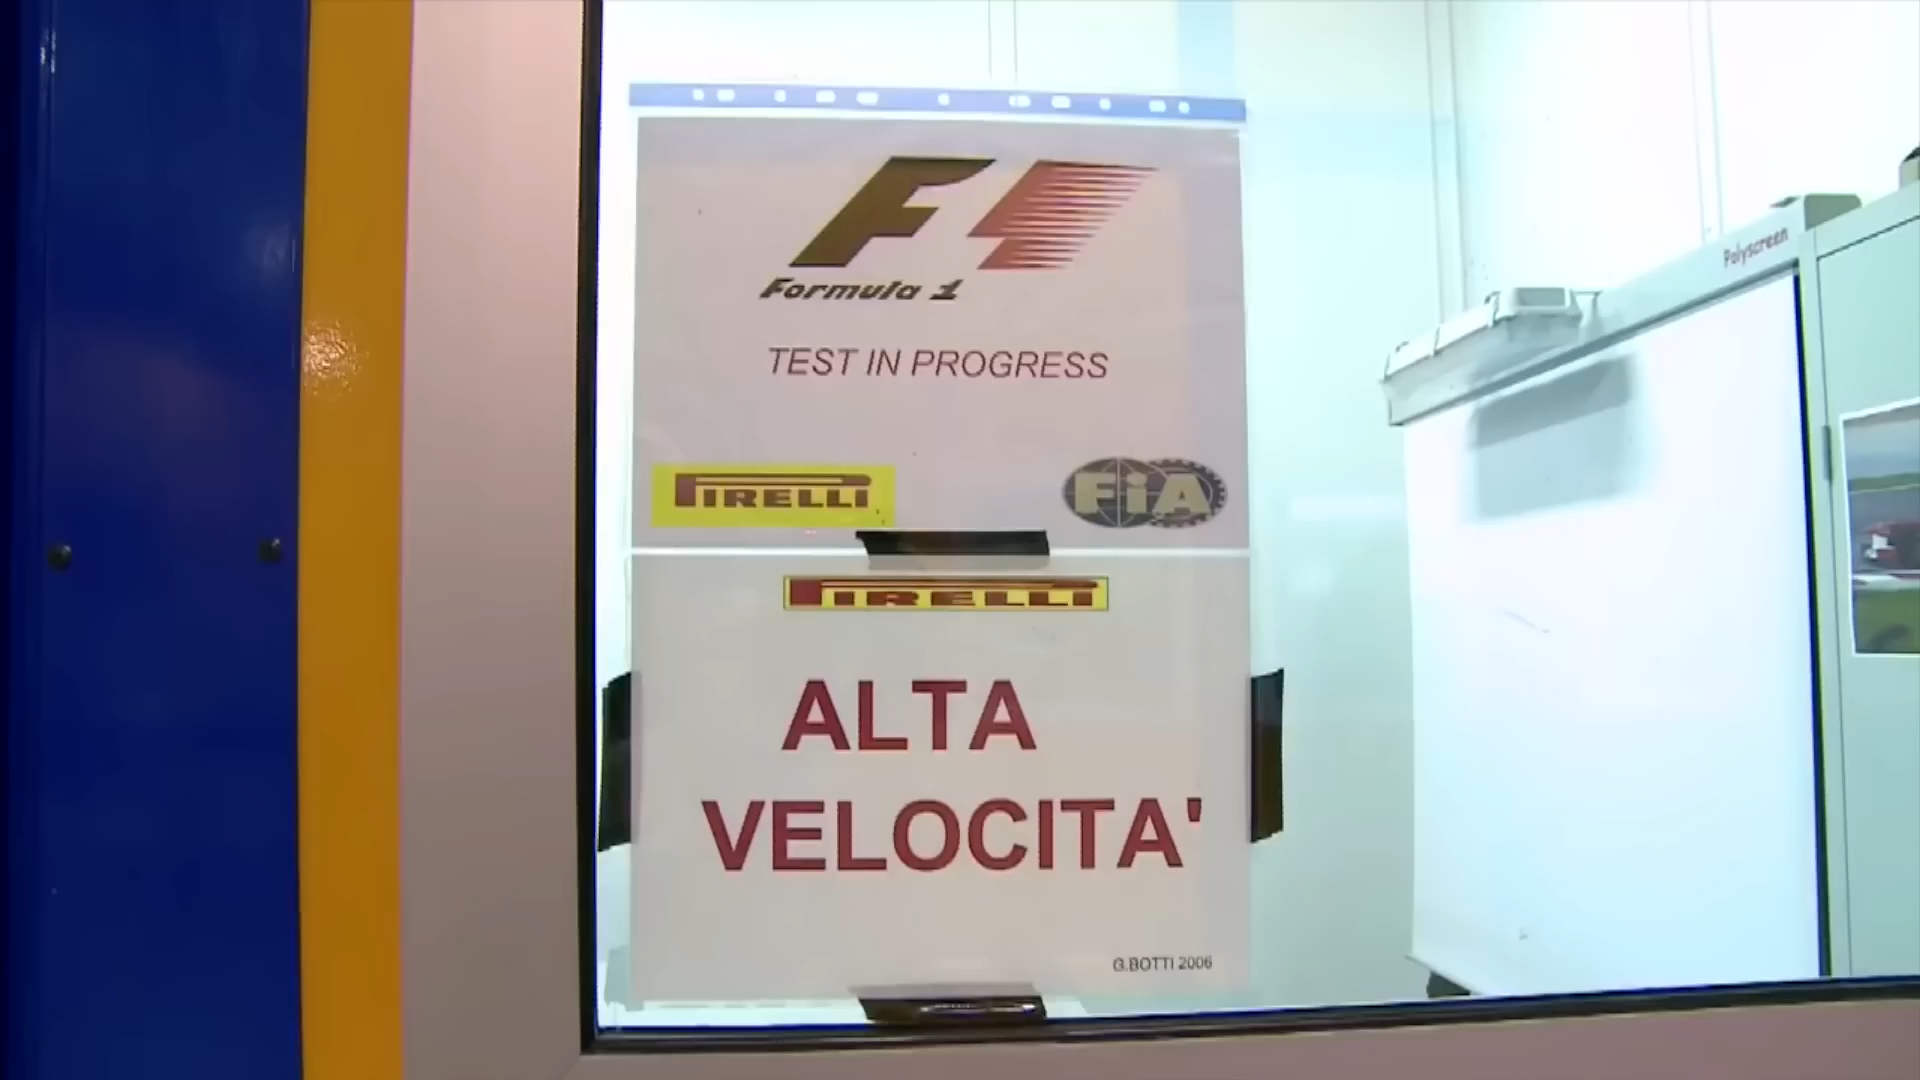 F1
Formula 1
TEST IN PROGRESS
PIRELLI
FiA
PIRELLI
ALTA
VELOCITA'
G.BOTTI 2006
Polyscreen